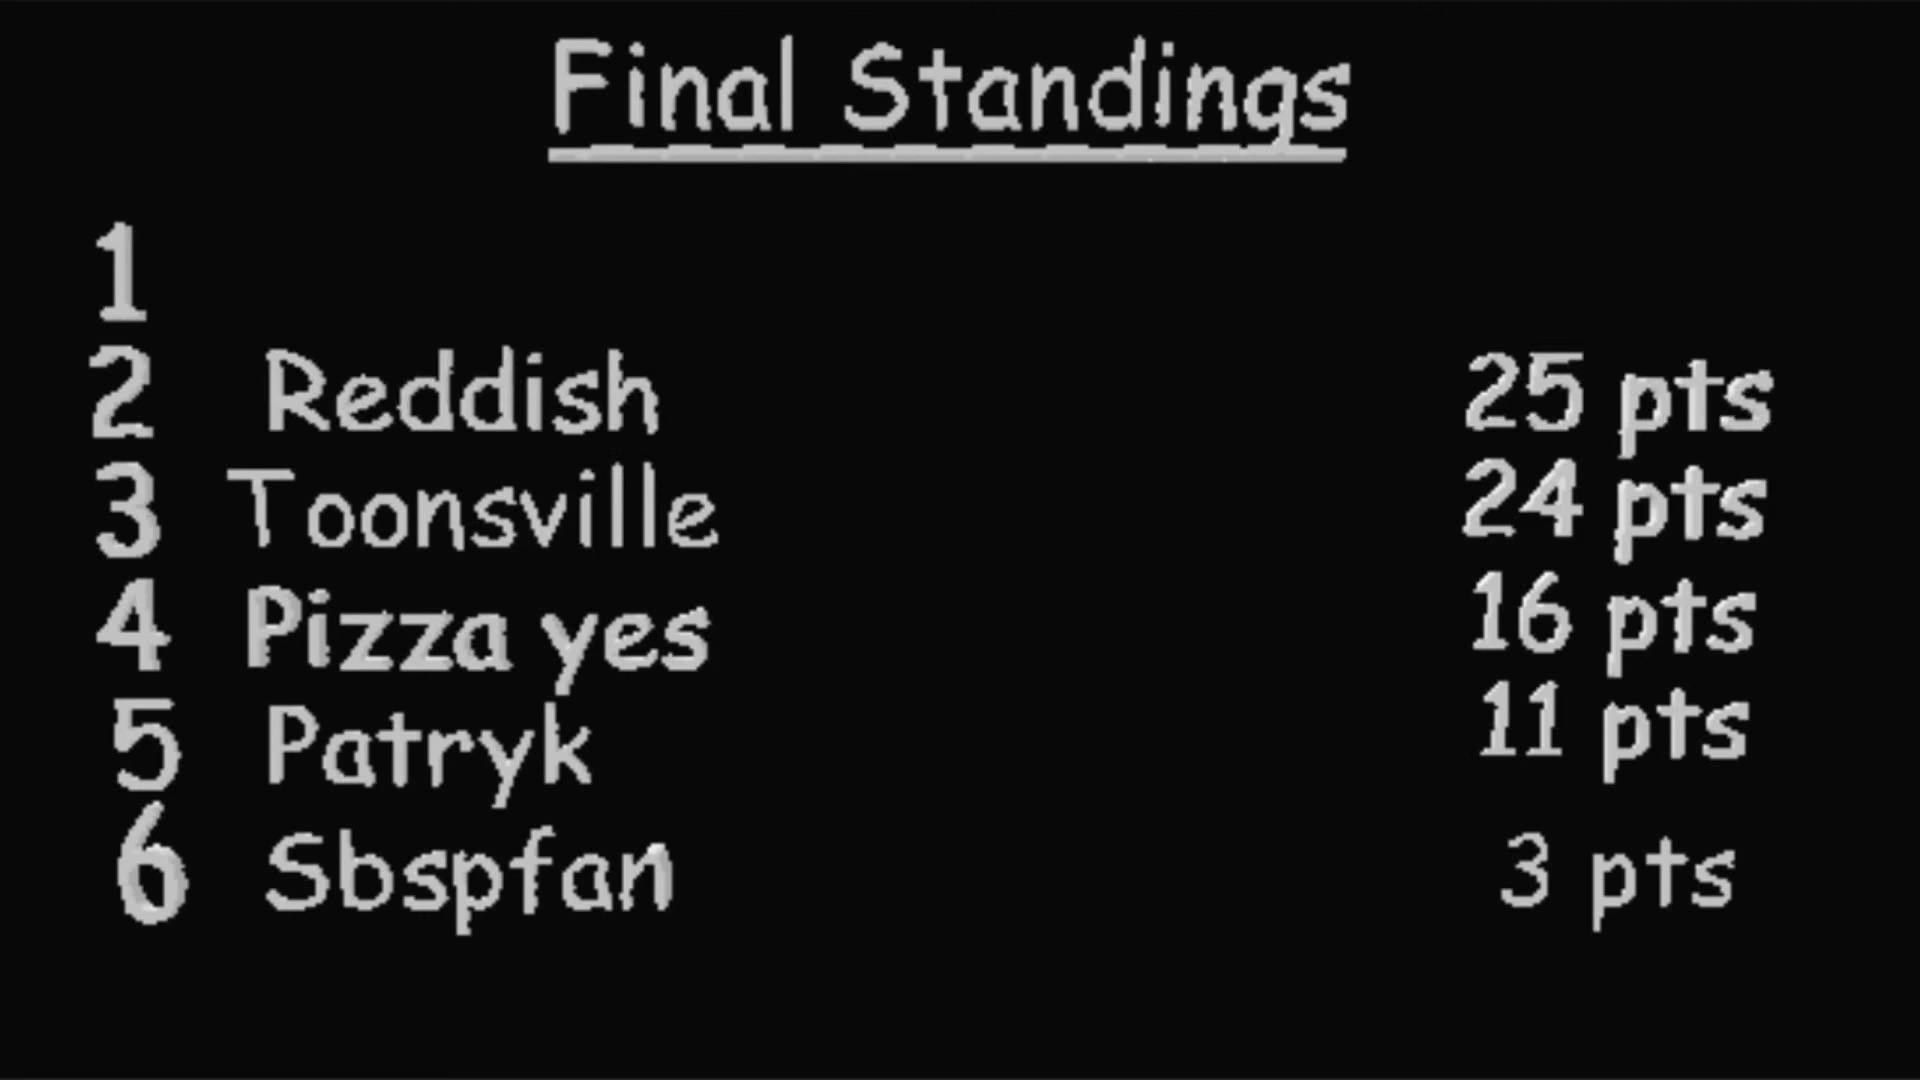 Final Standings
1
2 Reddish 25 pts
3 Toonsville 24 pts
4 Pizza yes 16 pts
5 Patryk 11 pts
6 Sbspfan 3 pts